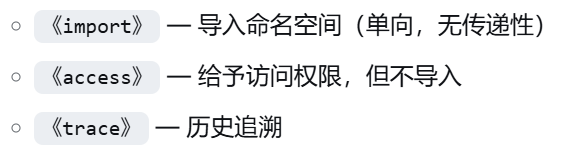 《import》 — 导入命名空间（单向，无传递性）
《access》 — 给予访问权限，但不导入
《trace》 — 历史追溯